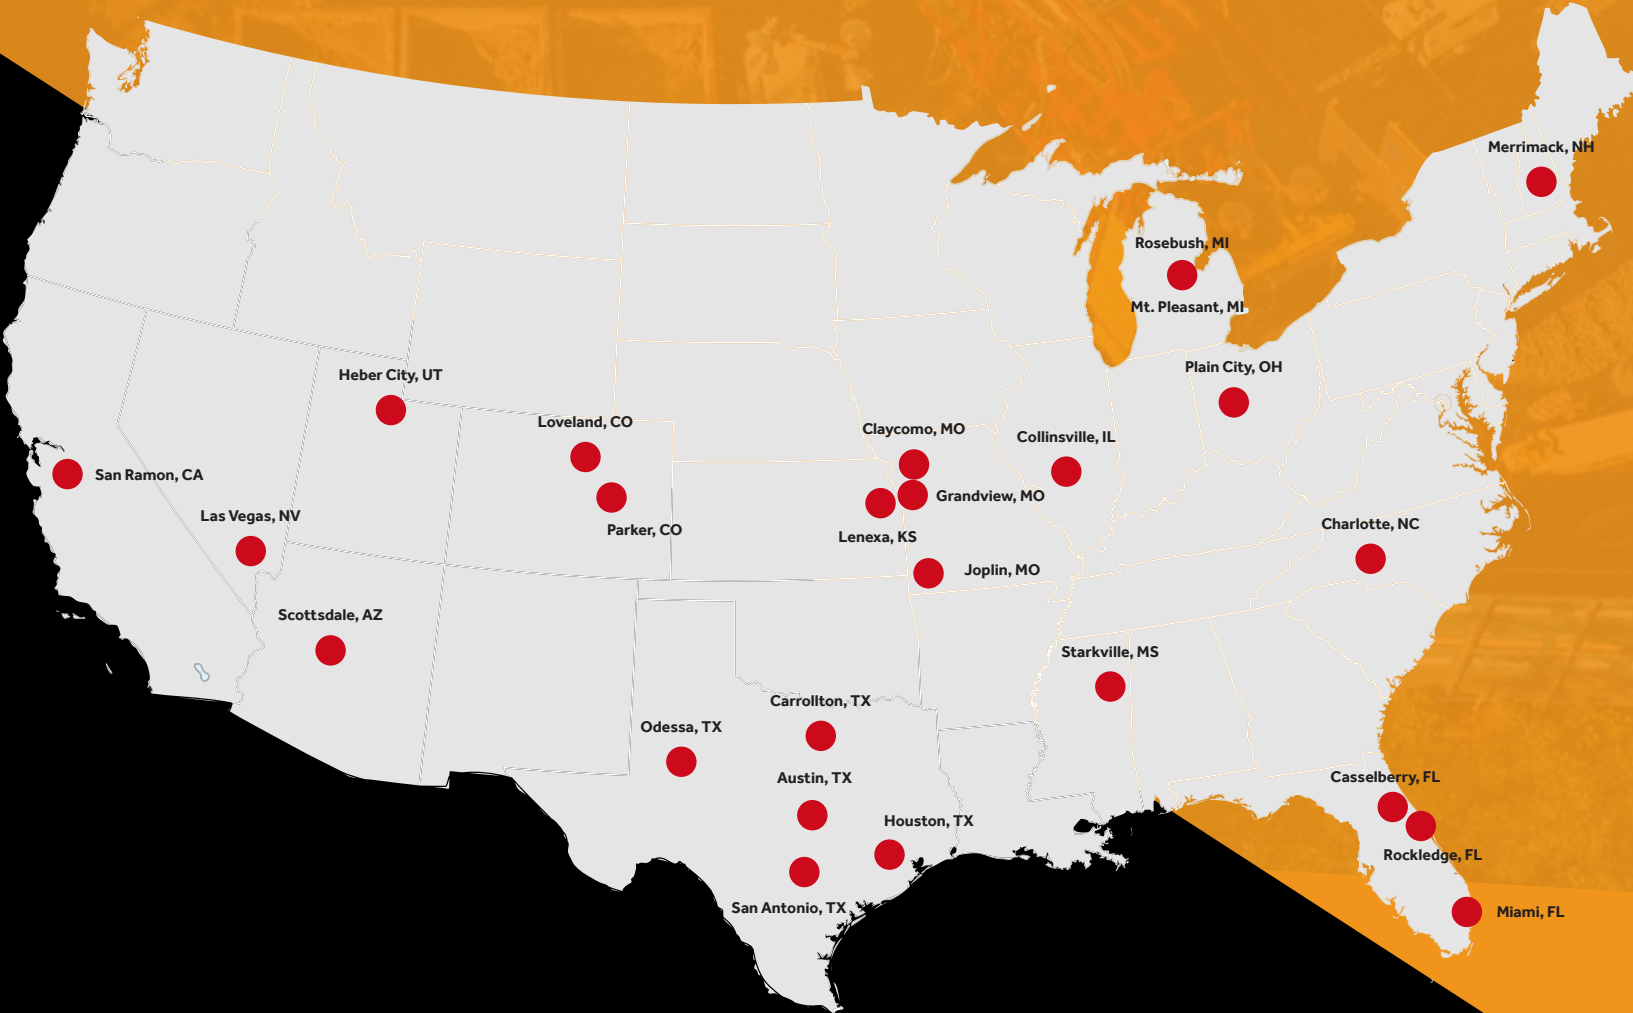 Merrimack, NH
Rosebush, MI
Mt. Pleasant, MI
Plain City, OH
Heber City, UT
Loveland, CO
Claycomo, MO
Collinsville, IL
San Ramon, CA
Grandview, MO
Las Vegas, NV
Parker, CO
Lenexa, KS
Charlotte, NC
Joplin, MO
Scottsdale, AZ
Starkville, MS
Carrollton, TX
Odessa, TX
Austin, TX
Casselberry, FL
Houston, TX
Rockledge, FL
San Antonio, TX
Miami, FL